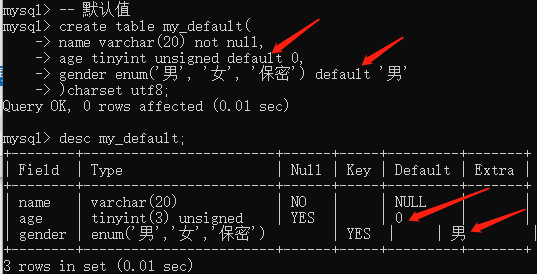 mysql> -- 默认值
mysql> create table my_default(
    -> name varchar(20) not null,
    -> age tinyint unsigned default 0,
    -> gender enum('男', '女', '保密') default '男'
    -> )charset utf8;
Query OK, 0 rows affected (0.01 sec)
mysql> desc my_default;
+--------+--------------------------+------+-----+---------+-------+
| Field | Type | Null | Key | Default | Extra |
+--------+--------------------------+------+-----+---------+-------+
| name | varchar(20) | NO | | NULL | |
| age | tinyint(3) unsigned | YES | | 0 | |
| gender | enum('男','女','保密') | YES | | 男 | |
+--------+--------------------------+------+-----+---------+-------+
3 rows in set (0.01 sec)